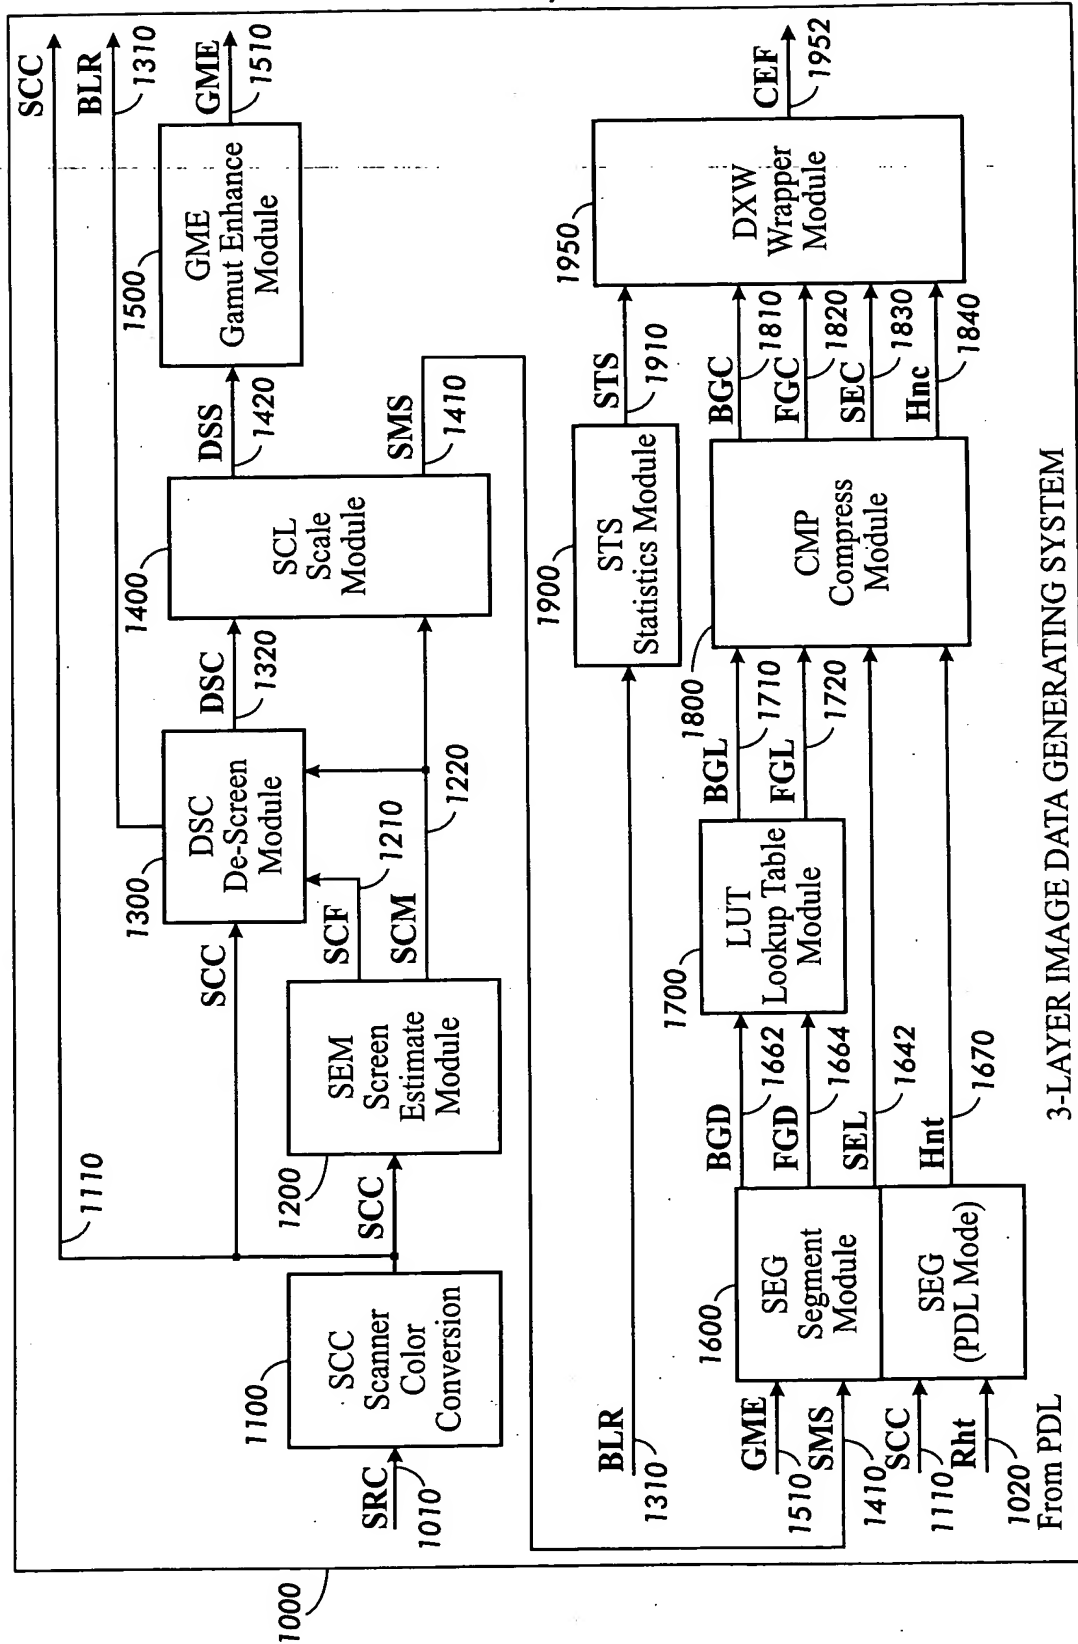 1000
SRC
1010
1100
SCC
Scanner
Color
Conversion
1110
SCC
SCC
1200
SEM
Screen
Estimate
Module
SCF
1210
SCM
1220
1300
DSC
De-Screen
Module
DSC
1320
1400
SCL
Scale
Module
DSS
1420
SMS
1410
1500
GME
Gamut Enhance
Module
SCC
BLR
1310
GME
1510
BLR
1310
1900
STS
Statistics Module
STS
1910
GME
1510
SMS
1410
SCC
1110
Rht
1020
From PDL
1600
SEG
Segment
Module
SEG
(PDL Mode)
BGD
1662
FGD
1664
SEL
1642
Hnt
1670
1700
LUT
Lookup Table
Module
BGL
1710
FGL
1720
1800
CMP
Compress
Module
BGC
1810
FGC
1820
SEC
1830
Hnc
1840
1950
DXW
Wrapper
Module
CEF
1952
3-LAYER IMAGE DATA GENERATING SYSTEM